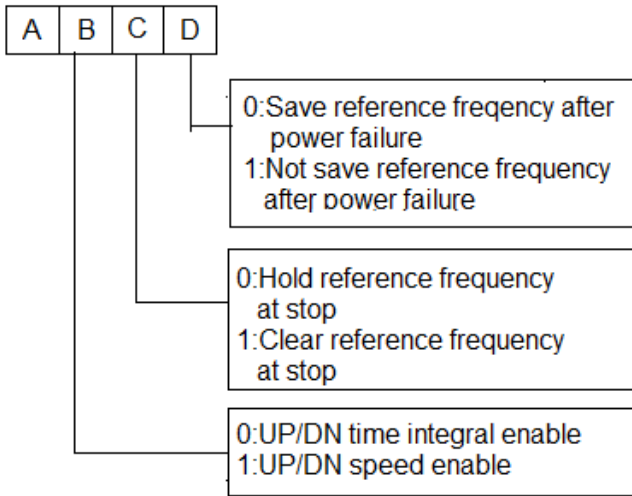 A B C D
0:Save reference freqency after
power failure
1:Not save reference frequency
after power failure
0:Hold reference frequency
at stop
1:Clear reference frequency
at stop
0:UP/DN time integral enable
1:UP/DN speed enable